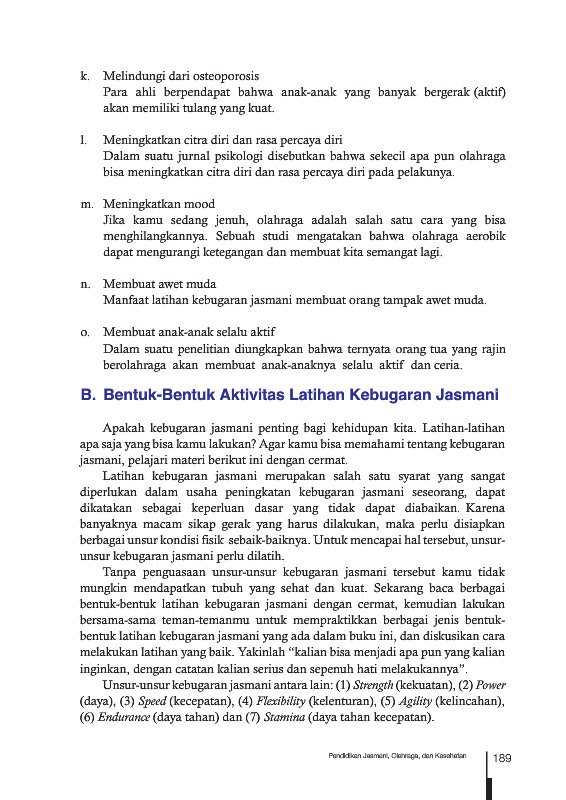 k. Melindungi dari osteoporosis
Para ahli berpendapat bahwa anak-anak yang banyak bergerak (aktif)
akan memiliki tulang yang kuat.
l. Meningkatkan citra diri dan rasa percaya diri
Dalam suatu jurnal psikologi disebutkan bahwa sekecil apa pun olahraga
bisa meningkatkan citra diri dan rasa percaya diri pada pelakunya.
m. Meningkatkan mood
Jika kamu sedang jenuh, olahraga adalah salah satu cara yang bisa
menghilangkannya. Sebuah studi mengatakan bahwa olahraga aerobik
dapat mengurangi ketegangan dan membuat kita semangat lagi.
n. Membuat awet muda
Manfaat latihan kebugaran jasmani membuat orang tampak awet muda.
o. Membuat anak-anak selalu aktif
Dalam suatu penelitian diungkapkan bahwa ternyata orang tua yang rajin
berolahraga akan membuat anak-anaknya selalu aktif dan ceria.
B. Bentuk-Bentuk Aktivitas Latihan Kebugaran Jasmani
Apakah kebugaran jasmani penting bagi kehidupan kita. Latihan-latihan
apa saja yang bisa kamu lakukan? Agar kamu bisa memahami tentang kebugaran
jasmani, pelajari materi berikut ini dengan cermat.
Latihan kebugaran jasmani merupakan salah satu syarat yang sangat
diperlukan dalam usaha peningkatan kebugaran jasmani seseorang, dapat
dikatakan sebagai keperluan dasar yang tidak dapat diabaikan. Karena
banyaknya macam sikap gerak yang harus dilakukan, maka perlu disiapkan
berbagai unsur kondisi fisik sebaik-baiknya. Untuk mencapai hal tersebut, unsur-
unsur kebugaran jasmani perlu dilatih.
Tanpa penguasaan unsur-unsur kebugaran jasmani tersebut kamu tidak
mungkin mendapatkan tubuh yang sehat dan kuat. Sekarang baca berbagai
bentuk-bentuk latihan kebugaran jasmani dengan cermat, kemudian lakukan
bersama-sama teman-temanmu untuk mempraktikkan berbagai jenis bentuk-
bentuk latihan kebugaran jasmani yang ada dalam buku ini, dan diskusikan cara
melakukan latihan yang baik. Yakinlah “kalian bisa menjadi apa pun yang kalian
inginkan, dengan catatan kalian serius dan sepenuh hati melakukannya”.
Unsur-unsur kebugaran jasmani antara lain: (1) Strength (kekuatan), (2) Power
(daya), (3) Speed (kecepatan), (4) Flexibility (kelenturan), (5) Agility (kelincahan),
(6) Endurance (daya tahan) dan (7) Stamina (daya tahan kecepatan).
Pendidikan Jasmani, Olahraga, dan Kesehatan 189